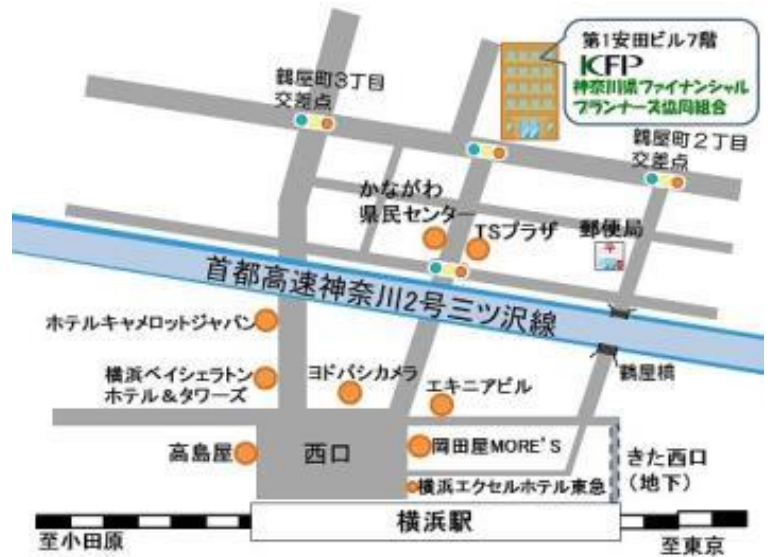 第1安田ビル7階
KFP
神奈川県ファイナンシャル
プランナーズ協同組合
鶴屋町3丁目
交差点
鶴屋町2丁目
交差点
かながわ
県民センター
TSプラザ
郵便局
首都高速神奈川2号三ツ沢線
ホテルキャメロットジャパン
横浜ベイシェラトン
ホテル&タワーズ
ヨドバシカメラ
エキニアビル
鶴屋橋
高島屋
西口
岡田屋MORE'S
横浜エクセルホテル東急
きた西口
(地下)
横浜駅
至小田原
至東京